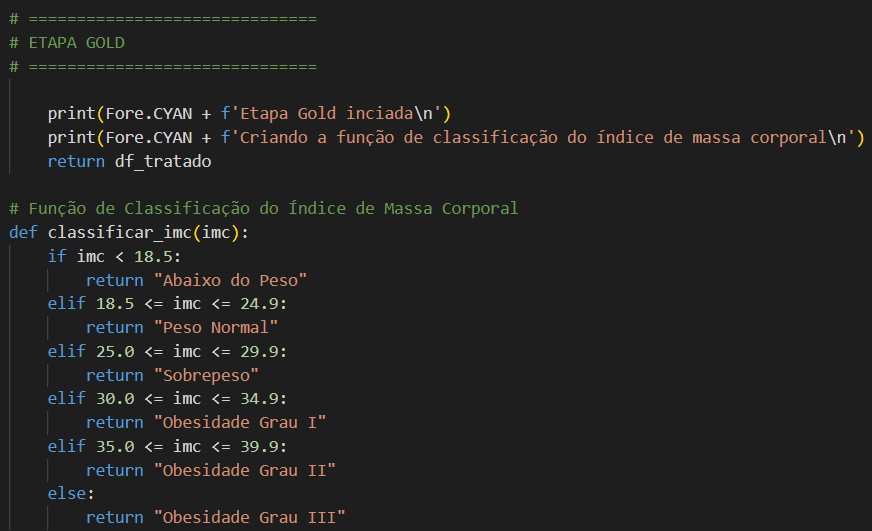 # ==============================
# ETAPA GOLD
# ==============================
print(Fore.CYAN + f'Etapa Gold inciada\n')
print(Fore.CYAN + f'Criando a função de classificação do índice de massa corporal\n')
return df_tratado
# Função de Classificação do Índice de Massa Corporal
def classificar_imc(imc):
if imc < 18.5:
return "Abaixo do Peso"
elif 18.5 <= imc <= 24.9:
return "Peso Normal"
elif 25.0 <= imc <= 29.9:
return "Sobrepeso"
elif 30.0 <= imc <= 34.9:
return "Obesidade Grau I"
elif 35.0 <= imc <= 39.9:
return "Obesidade Grau II"
else:
return "Obesidade Grau III"